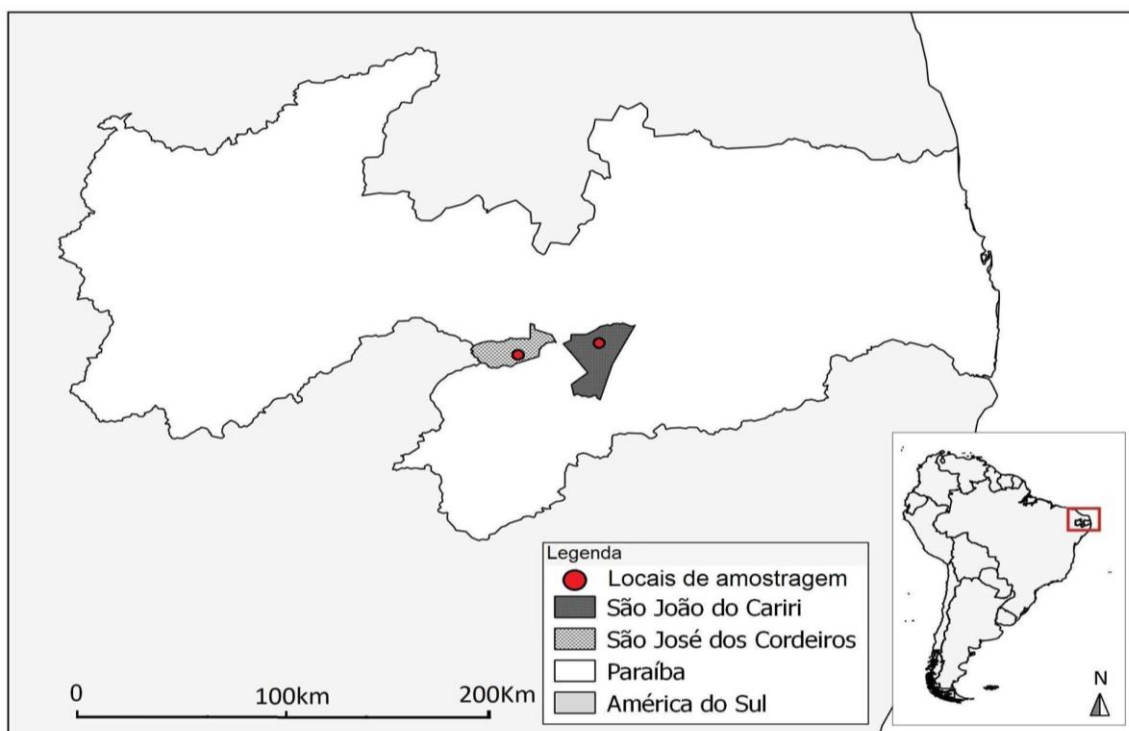 Legenda
Locais de amostragem
São João do Cariri
São José dos Cordeiros
Paraíba
América do Sul
0 100Km 200Km
N